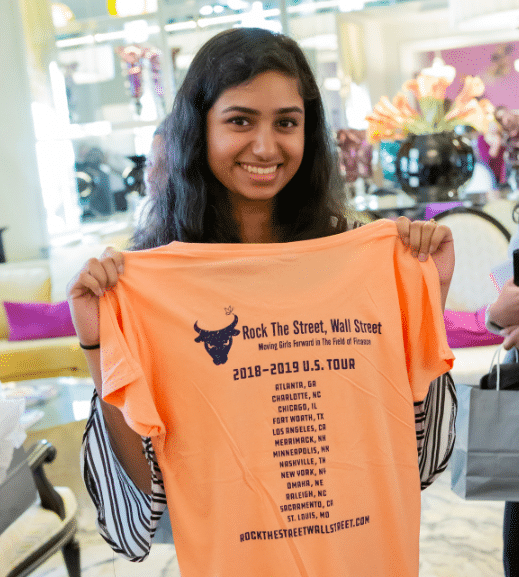 Rock The Street, Wall Street
Moving Girls Forward in The Field of Finance
2018-2019 U.S. TOUR
ATLANTA, GA
CHARLOTTE, NC
CHICAGO, IL
FORT WORTH, TX
LOS ANGELES, CA
MERRIMACK, NH
MINNEAPOLIS, MN
NASHVILLE, TN
NEW YORK, NY
OMAHA, NE
RALEIGH, NC
SACRAMENTO, CA
ST. LOUIS, MO
ROCKTHESTREETWALLSTREET.COM